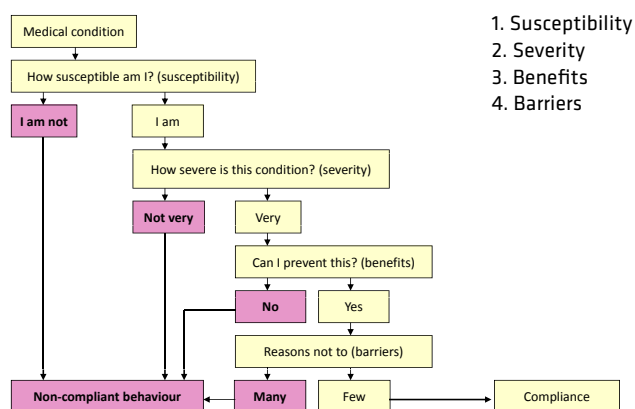 Medical condition
How susceptible am I? (susceptibility)
I am not
I am
How severe is this condition? (severity)
Not very
Very
Can I prevent this? (benefits)
No
Yes
Reasons not to (barriers)
Non-compliant behaviour
Many
Few
Compliance
1. Susceptibility
2. Severity
3. Benefits
4. Barriers